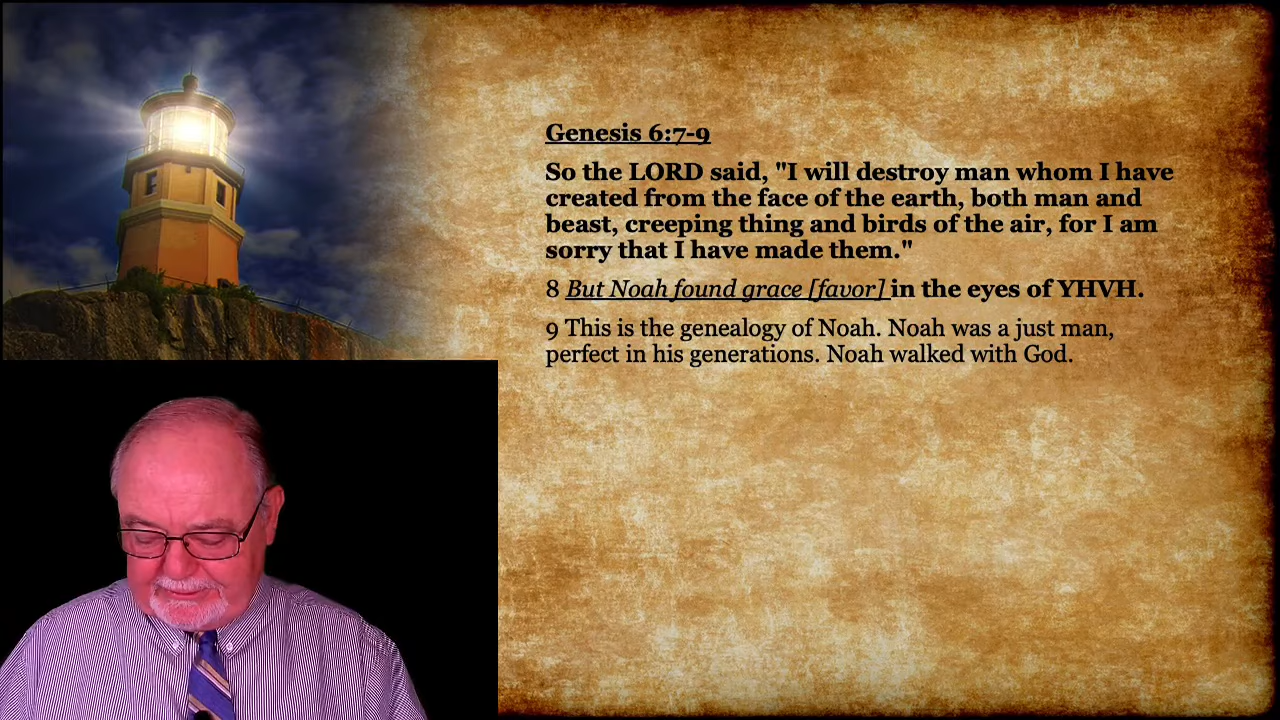 Genesis 6:7-9
So the LORD said, "I will destroy man whom I have
created from the face of the earth, both man and
beast, creeping thing and birds of the air, for I am
sorry that I have made them."
8 But Noah found grace [favor] in the eyes of YHVH.
9 This is the genealogy of Noah. Noah was a just man,
perfect in his generations. Noah walked with God.